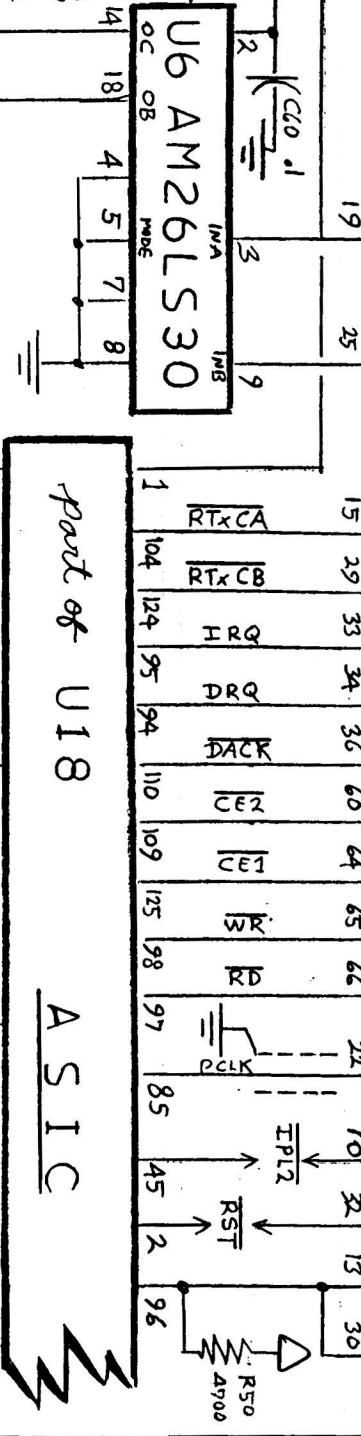 19 25 15 29 33 34 36 60 64 65 66 22 10 32 13 30
C60 .1
RTxCA RTxCB IRQ DRQ DACK CE2 CE1 WR RD PCLK IPL2 RST
R50
4700
2 3 9
INA INB
U6 AM26LS30
OC OB MODE
14 18 4 5 7 8
1 104 124 95 94 110 109 125 98 97 85 45 2 96
part of U18 ASIC